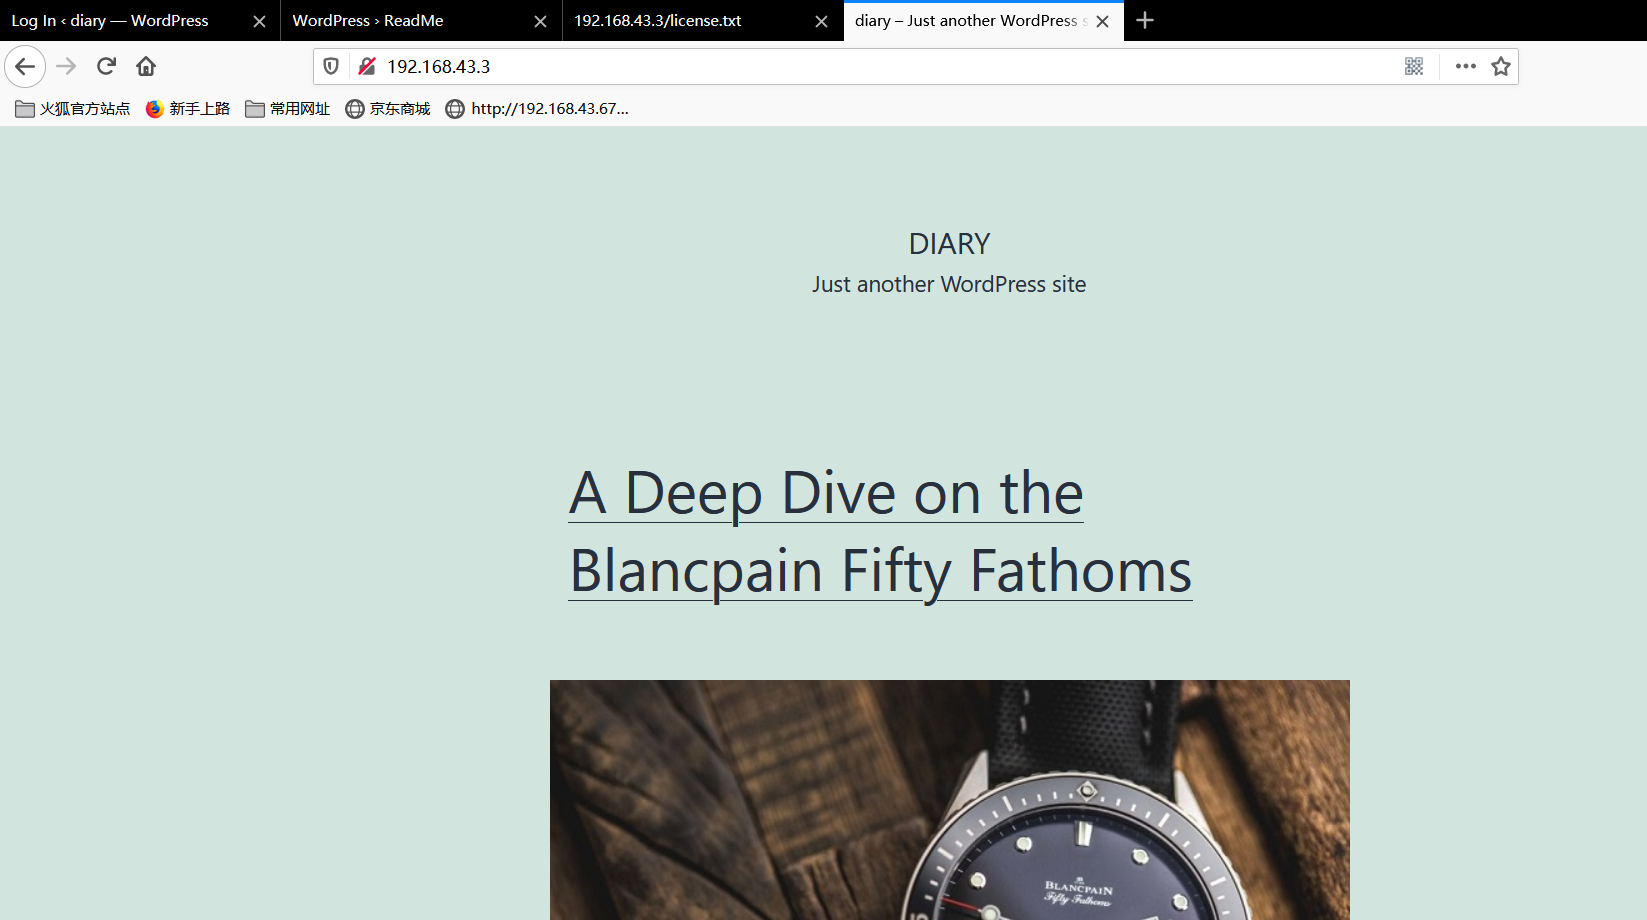 Log In ‹ diary — WordPress
WordPress › ReadMe
192.168.43.3/license.txt
diary – Just another WordPress s
192.168.43.3
火狐官方站点
新手上路
常用网址
京东商城
http://192.168.43.67...
DIARY
Just another WordPress site
A Deep Dive on the
Blancpain Fifty Fathoms
BLANCPAIN
Fifty Fathoms